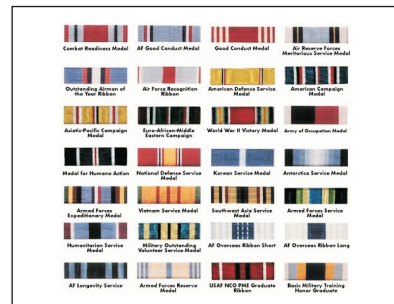 Combat Readiness Medal
AF Good Conduct Medal
Good Conduct Medal
Air Reserve Forces
Meritorious Service Medal
Outstanding Airman of
the Year Ribbon
Air Force Recognition
Ribbon
American Defense Service
Medal
American Campaign
Medal
Asiatic-Pacific Campaign
Medal
Euro-African-Middle
Eastern Campaign
World War II Victory Medal
Army of Occupation Medal
Medal for Humane Action
National Defense Service
Medal
Korean Service Medal
Antarctica Service Medal
Armed Forces
Expeditionary Medal
Vietnam Service Medal
Southwest Asia Service
Medal
Armed Forces Service
Medal
Humanitarian Service
Medal
Military Outstanding
Volunteer Service Medal
AF Overseas Ribbon Short
AF Overseas Ribbon Long
AF Longevity Service
Armed Forces Reserve
Medal
USAF NCO PME Graduate
Ribbon
Basic Military Training
Honor Graduate